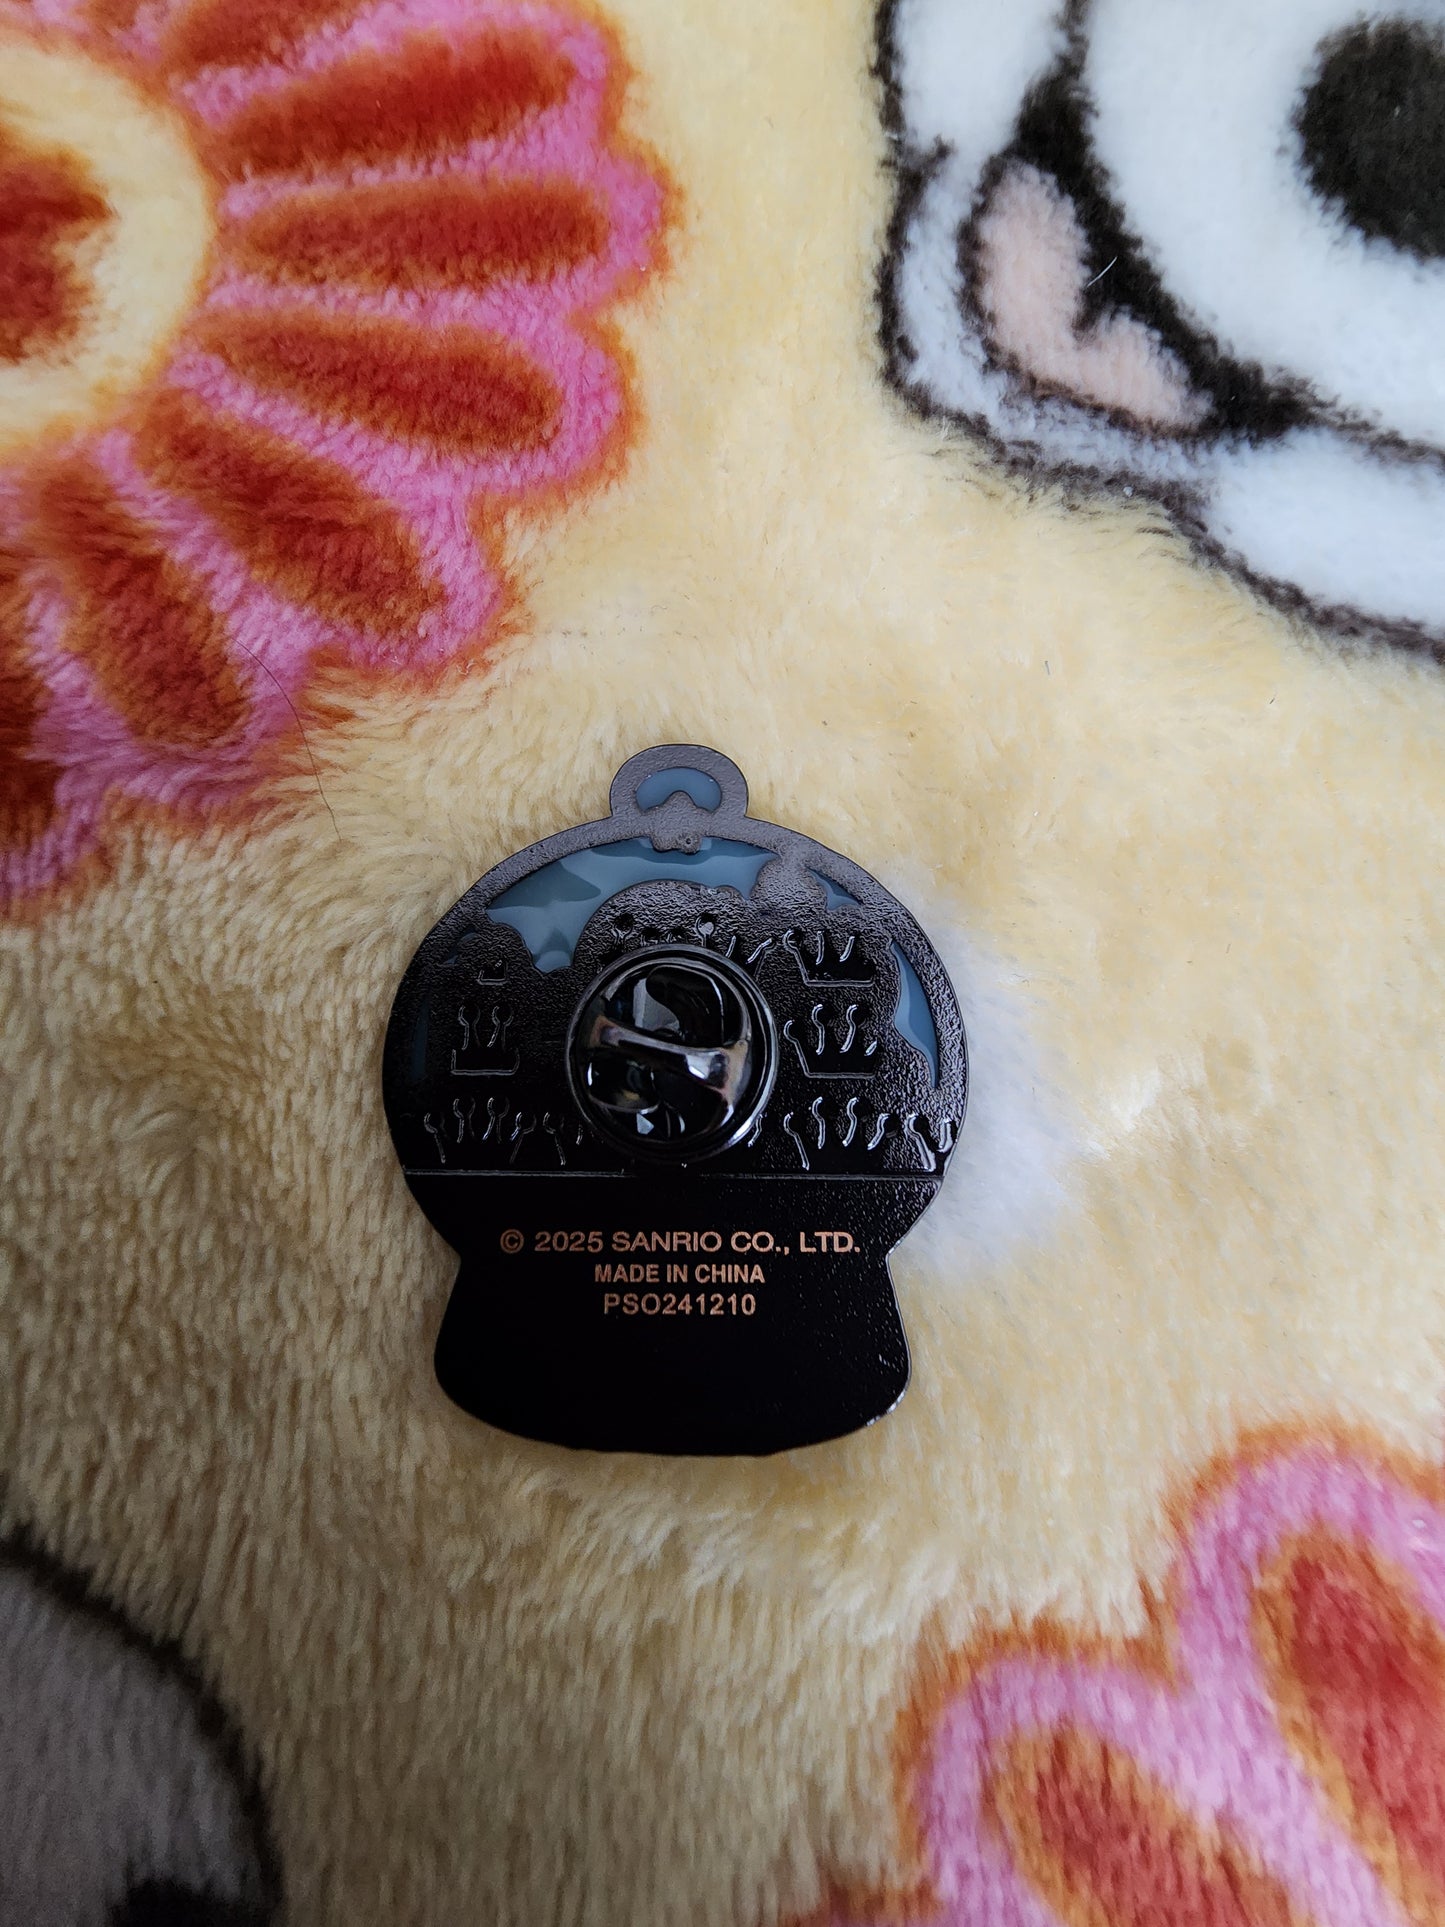 © 2025 SANRIO CO., LTD.
MADE IN CHINA
PSO241210